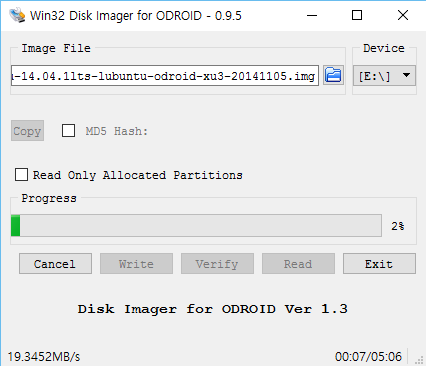 Win32 Disk Imager for ODROID - 0.9.5
Image File
Device
ı-14.04.1lts-lubuntu-odroid-xu3-20141105.img
[E:\]
Copy
MD5 Hash:
Read Only Allocated Partitions
Progress
2%
Cancel
Write
Verify
Read
Exit
Disk Imager for ODROID Ver 1.3
19.3452MB/s
00:07/05:06